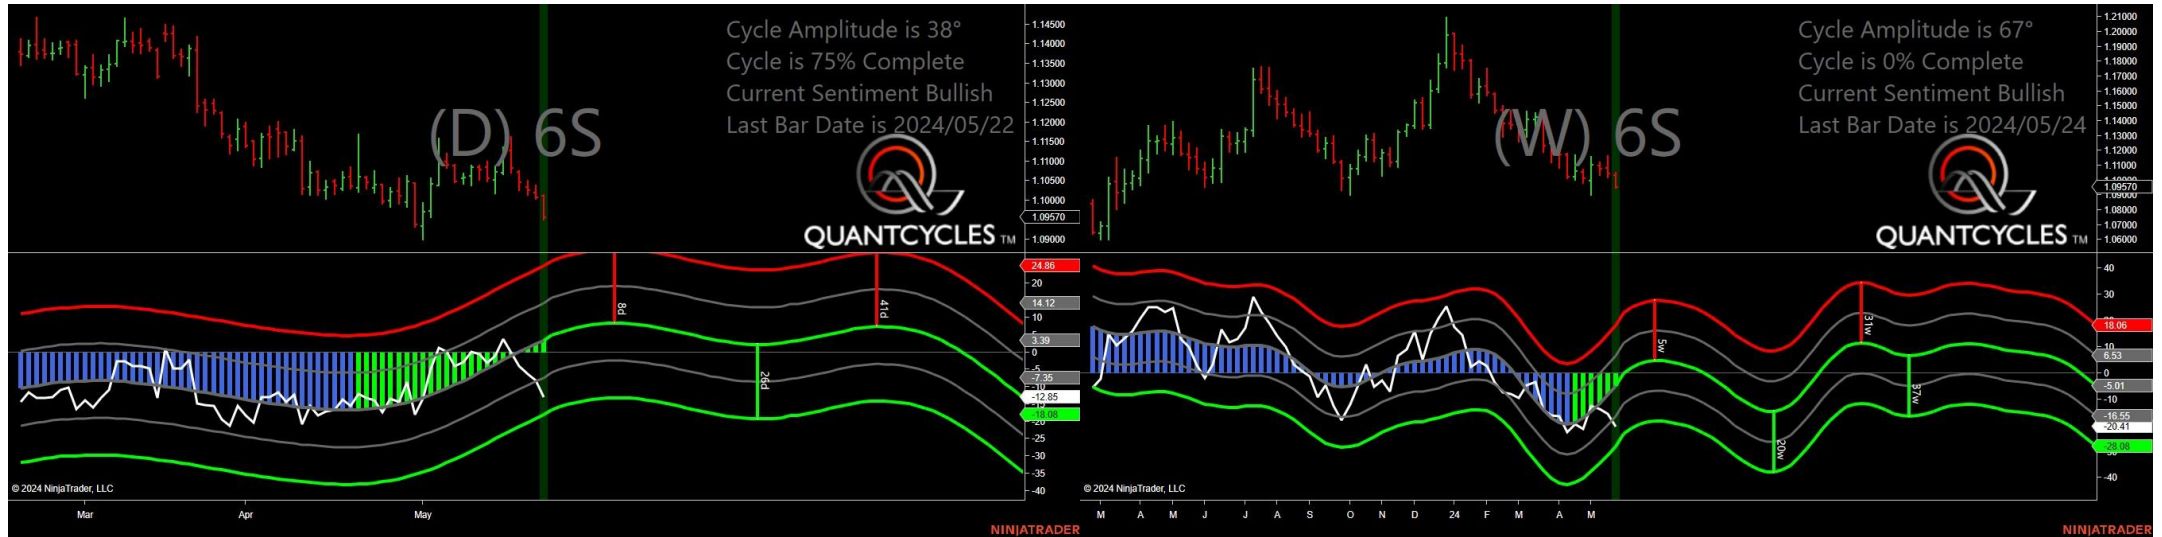 Cycle Amplitude is 38°
Cycle is 75% Complete
Current Sentiment Bullish
Last Bar Date is 2024/05/22
(D) 6S
QUANTCYCLES TM
1.14500
1.14000
1.13500
1.13000
1.12500
1.12000
1.11500
1.11000
1.10500
1.10000
1.09570
1.09000
24.86
20
14.12
10
5
3.39
0
-5
-7.35
-10
-12.85
-18.08
-20
-25
-30
-35
-40
8d
26d
41d
© 2024 NinjaTrader, LLC
Mar Apr May
NINJATRADER
Cycle Amplitude is 67°
Cycle is 0% Complete
Current Sentiment Bullish
Last Bar Date is 2024/05/24
(W) 6S
QUANTCYCLES TM
1.21000
1.20000
1.19000
1.18000
1.17000
1.16000
1.15000
1.14000
1.13000
1.12000
1.11000
1.09570
1.09000
1.08000
1.07000
1.06000
40
30
18.06
6.53
0
-5.01
-10
-16.55
-20.41
-28.08
-40
5w
20w
31w
37w
© 2024 NinjaTrader, LLC
M A M J J A S O N D 24 F M A M
NINJATRADER